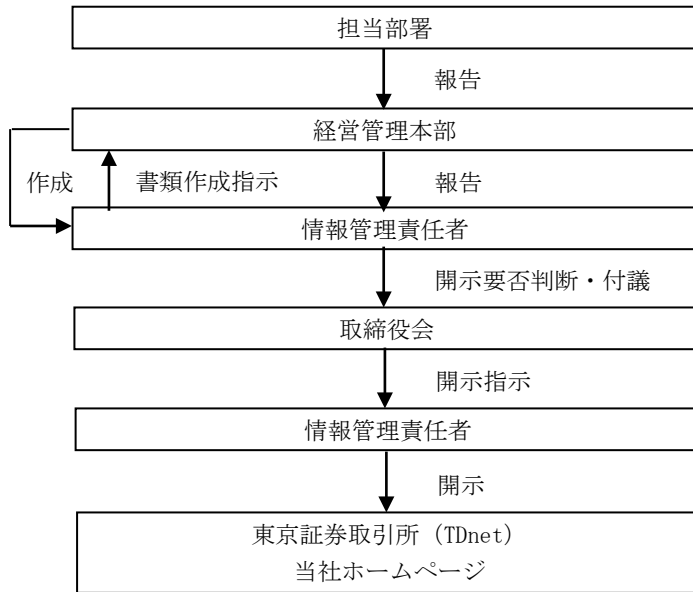 担当部署
報告
経営管理本部
作成
書類作成指示
報告
情報管理責任者
開示要否判断・付議
取締役会
開示指示
情報管理責任者
開示
東京証券取引所（TDnet）
当社ホームページ